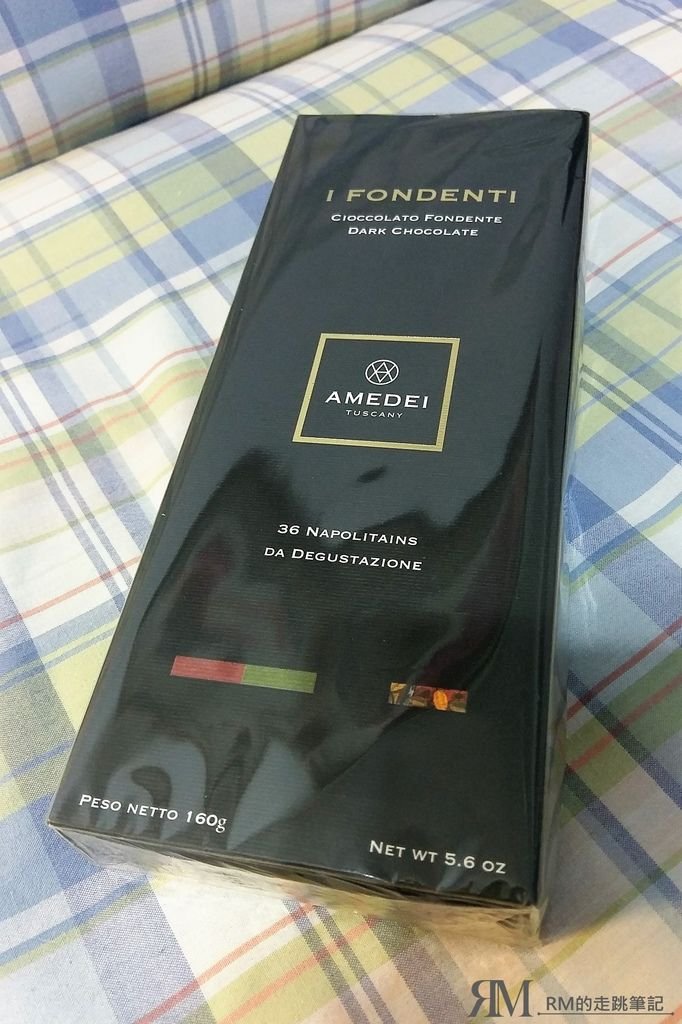 I FONDENTI
CIOCCOLATO FONDENTE
DARK CHOCOLATE
AMEDEI
TUSCANY
36 NAPOLITAINS
DA DEGUSTAZIONE
PESO NETTO 160g
NET WT 5.6 OZ
RM RM的走跳筆記